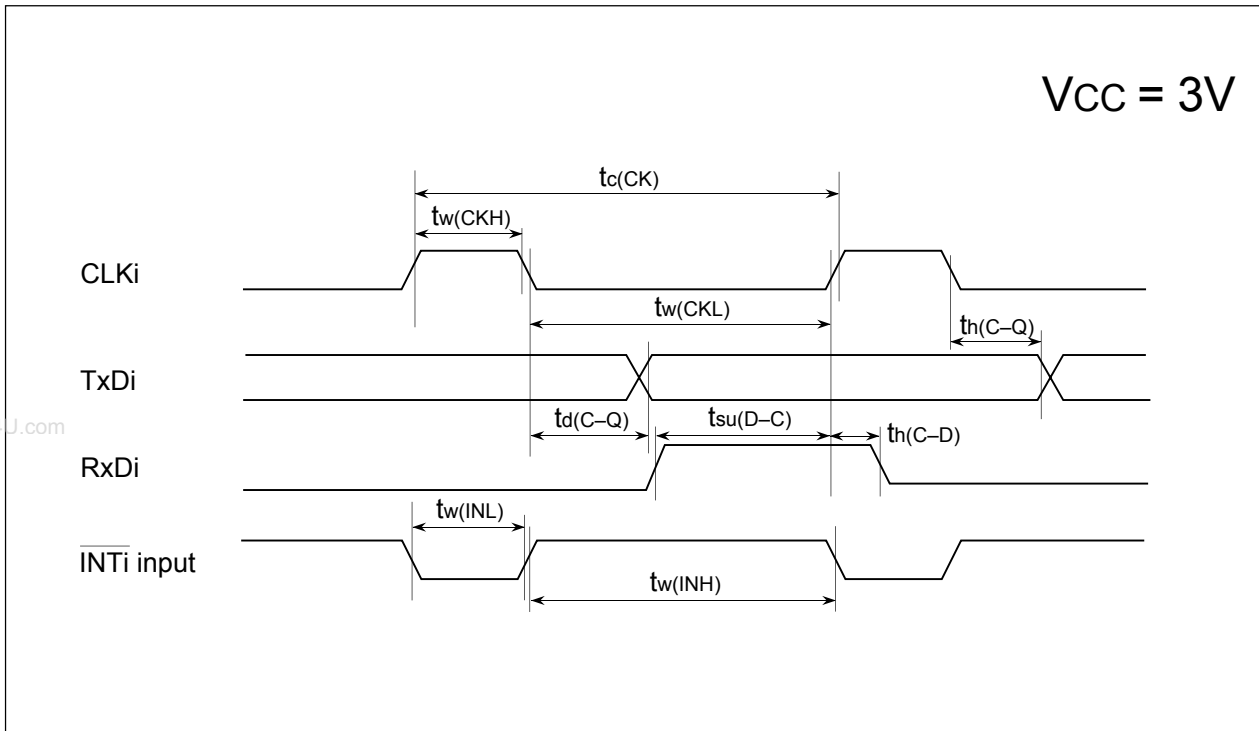 VCC = 3V
tc(CK)
tw(CKH)
CLKi
tw(CKL)
th(C–Q)
TxDi
td(C–Q)
tsu(D–C)
th(C–D)
U.com
RxDi
tw(INL)
INTi input
tw(INH)